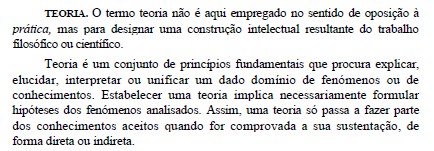 TEORIA. O termo teoria não é aqui empregado no sentido de oposição à
prática, mas para designar uma construção intelectual resultante do trabalho
filosófico ou científico.
Teoria é um conjunto de princípios fundamentais que procura explicar,
elucidar, interpretar ou unificar um dado domínio de fenómenos ou de
conhecimentos. Estabelecer uma teoria implica necessariamente formular
hipóteses dos fenómenos analisados. Assim, uma teoria só passa a fazer parte
dos conhecimentos aceitos quando for comprovada a sua sustentação, de
forma direta ou indireta.